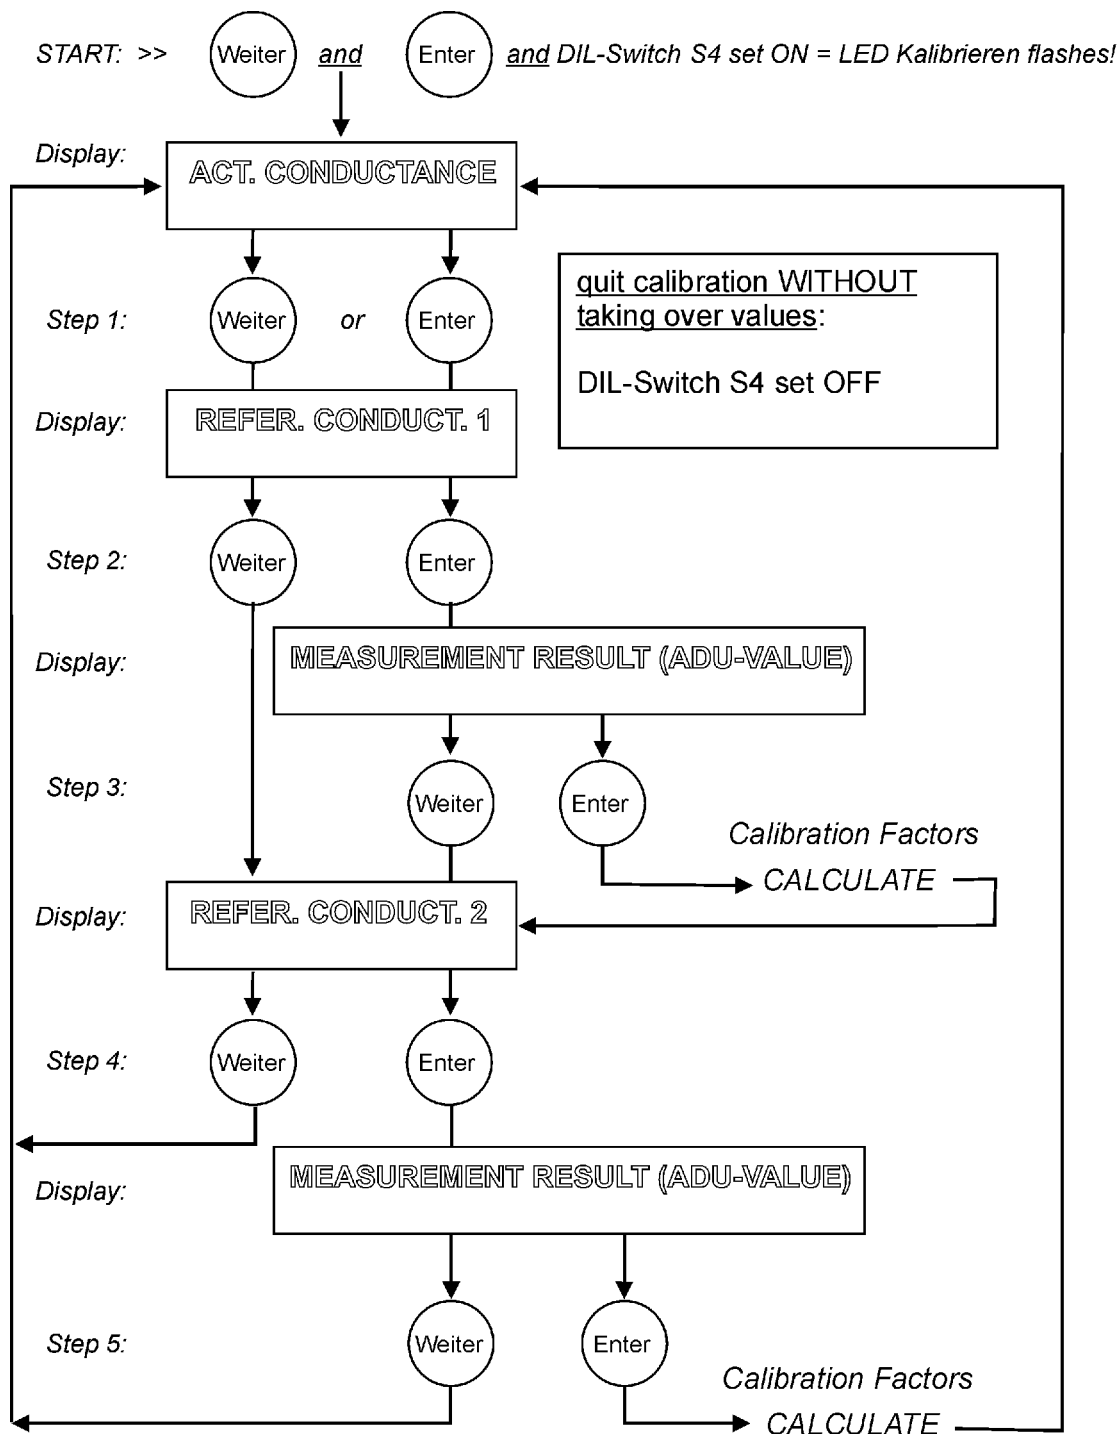 START: >> Weiter and Enter and DIL-Switch S4 set ON = LED Kalibrieren flashes!
Display:
ACT. CONDUCTANCE
quit calibration WITHOUT
taking over values:
DIL-Switch S4 set OFF
Step 1: Weiter or Enter
Display: REFER. CONDUCT. 1
Step 2: Weiter Enter
Display: MEASUREMENT RESULT (ADU-VALUE)
Step 3: Weiter Enter
Calibration Factors
CALCULATE
Display: REFER. CONDUCT. 2
Step 4: Weiter Enter
Display: MEASUREMENT RESULT (ADU-VALUE)
Step 5: Weiter Enter
Calibration Factors
CALCULATE